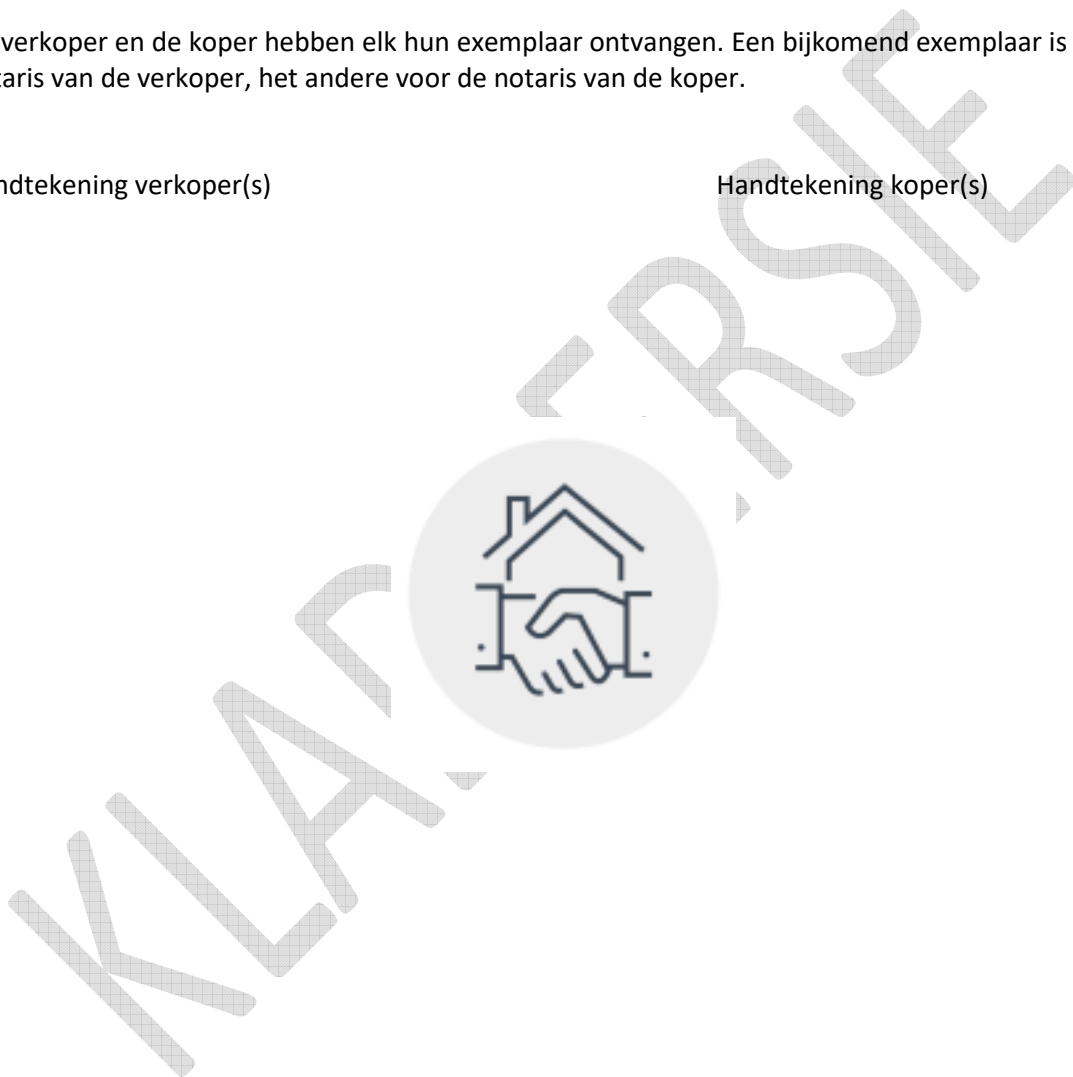 verkoper en de koper hebben elk hun exemplaar ontvangen. Een bijkomend exemplaar is
taris van de verkoper, het andere voor de notaris van de koper.
ndtekening verkoper(s) Handtekening koper(s)
KLADVERSIE